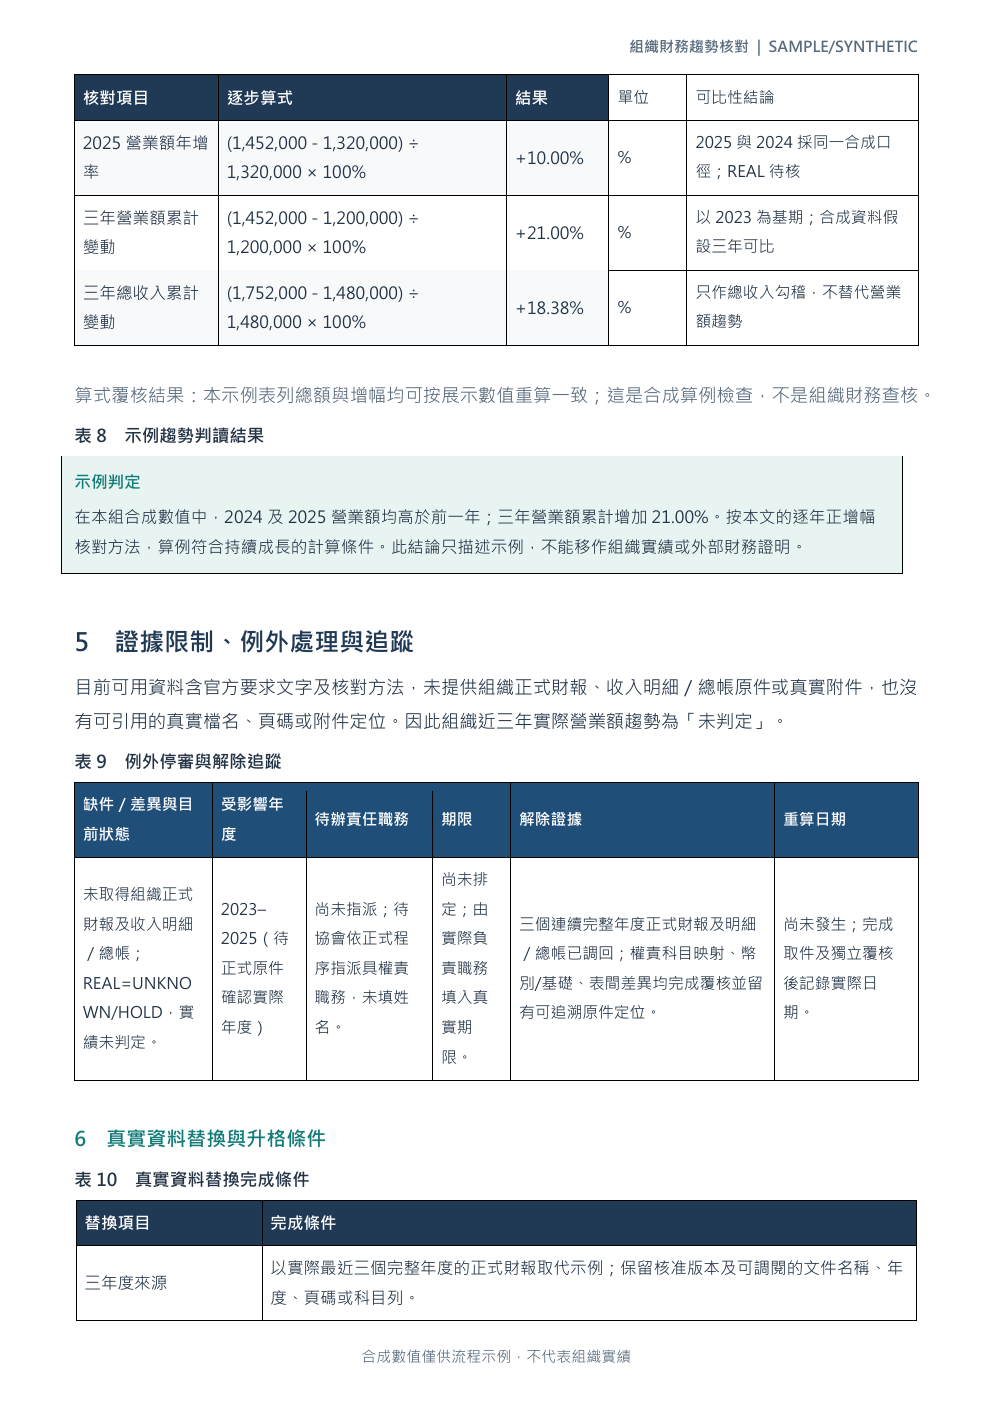 組織財務趨勢核對｜SAMPLE/SYNTHETIC
核對項目 逐步算式 結果 單位 可比性結論
2025 營業額年增
率
(1,452,000 - 1,320,000) ÷
1,320,000 × 100%
+10.00%
%
2025 與 2024 採同一合成口
徑；REAL 待核
三年營業額累計
變動
(1,452,000 - 1,200,000) ÷
1,200,000 × 100%
+21.00%
%
以 2023 為基期；合成資料假
設三年可比
三年總收入累計
變動
(1,752,000 - 1,480,000) ÷
1,480,000 × 100%
+18.38%
%
只作總收入勾稽，不替代營業
額趨勢
算式覆核結果：本示例表列總額與增幅均可按展示數值重算一致；這是合成算例檢查，不是組織財務查核。
表 8　示例趨勢判讀結果
示例判定
在本組合成數值中，2024 及 2025 營業額均高於前一年；三年營業額累計增加 21.00%。按本文的逐年正增幅
核對方法，算例符合持續成長的計算條件。此結論只描述示例，不能移作組織實績或外部財務證明。
5　證據限制、例外處理與追蹤
目前可用資料含官方要求文字及核對方法，未提供組織正式財報、收入明細 / 總帳原件或真實附件，也沒
有可引用的真實檔名、頁碼或附件定位。因此組織近三年實際營業額趨勢為「未判定」。
表 9　例外停審與解除追蹤
缺件 / 差異與目
前狀態
受影響年
度
待辦責任職務
期限
解除證據
重算日期
未取得組織正式
財報及收入明細
/ 總帳；
REAL=UNKNO
WN/HOLD，實
績未判定。
2023–
2025（待
正式原件
確認實際
年度）
尚未指派；待
協會依正式程
序指派具權責
職務，未填姓
名。
尚未排
定；由
實際負
責職務
填入真
實期
限。
三個連續完整年度正式財報及明細
/ 總帳已調回；權責科目映射、幣
別/基礎、表間差異均完成覆核並留
有可追溯原件定位。
尚未發生；完成
取件及獨立覆核
後記錄實際日
期。
6　真實資料替換與升格條件
表 10　真實資料替換完成條件
替換項目 完成條件
三年度來源
以實際最近三個完整年度的正式財報取代示例；保留核准版本及可調閱的文件名稱、年
度、頁碼或科目列。
合成數值僅供流程示例，不代表組織實績